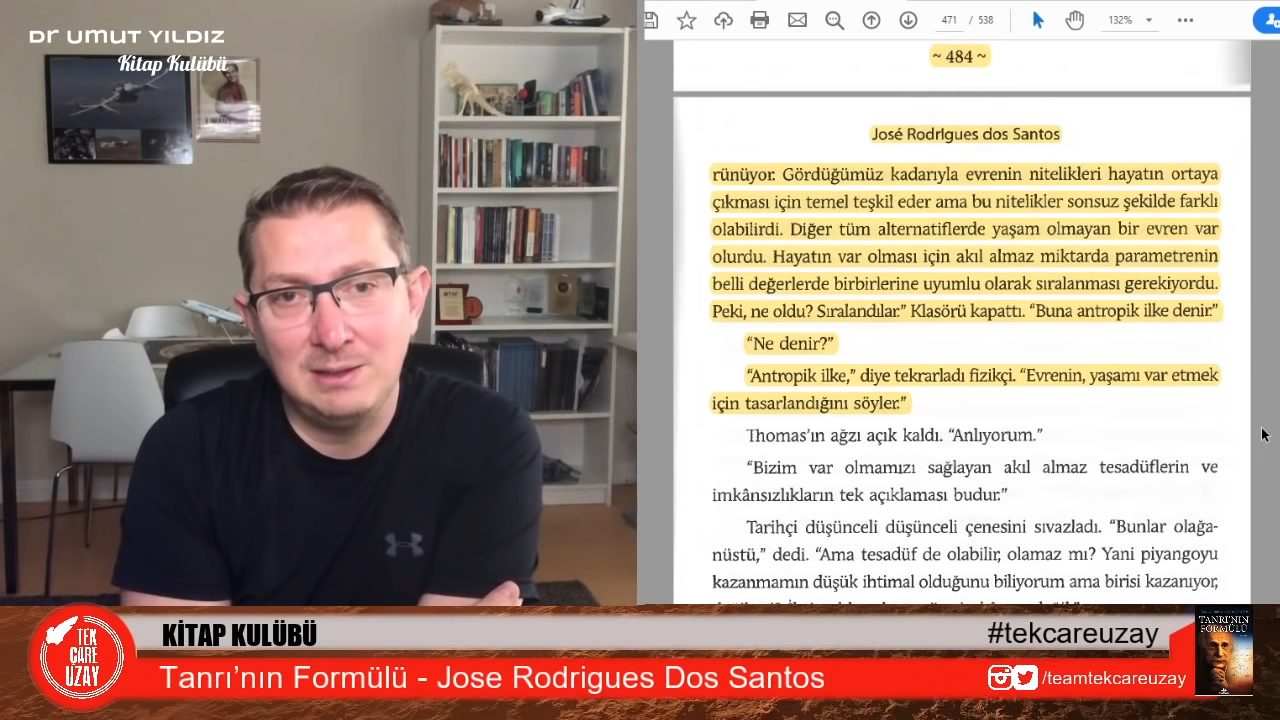 Dr UMUT YILDIZ
Kitap Kulübü
471 / 538
132%
~ 484 ~
José Rodrigues dos Santos
rünüyor. Gördüğümüz kadarıyla evrenin nitelikleri hayatın ortaya
çıkması için temel teşkil eder ama bu nitelikler sonsuz şekilde farklı
olabilirdi. Diğer tüm alternatiflerde yaşam olmayan bir evren var
olurdu. Hayatın var olması için akıl almaz miktarda parametrenin
belli değerlerde birbirlerine uyumlu olarak sıralanması gerekiyordu.
Peki, ne oldu? Sıralandılar.” Klasörü kapattı. “Buna antropik ilke denir.”
“Ne denir?”
“Antropik ilke,” diye tekrarladı fizikçi. “Evrenin, yaşamı var etmek
için tasarlandığını söyler.”
Thomas’ın ağzı açık kaldı. “Anlıyorum.”
“Bizim var olmamızı sağlayan akıl almaz tesadüflerin ve
imkânsızlıkların tek açıklaması budur.”
Tarihçi düşünceli düşünceli çenesini sıvazladı. “Bunlar olağa-
nüstü,” dedi. “Ama tesadüf de olabilir, olamaz mı? Yani piyangoyu
kazanmamın düşük ihtimal olduğunu biliyorum ama birisi kazanıyor,
TEK
ÇARE
UZAY
KİTAP KULÜBÜ
#tekcareuzay
Tanrı’nın Formülü - Jose Rodrigues Dos Santos
/teamtekcareuzay
TANRI’NIN
FORMÜLÜ